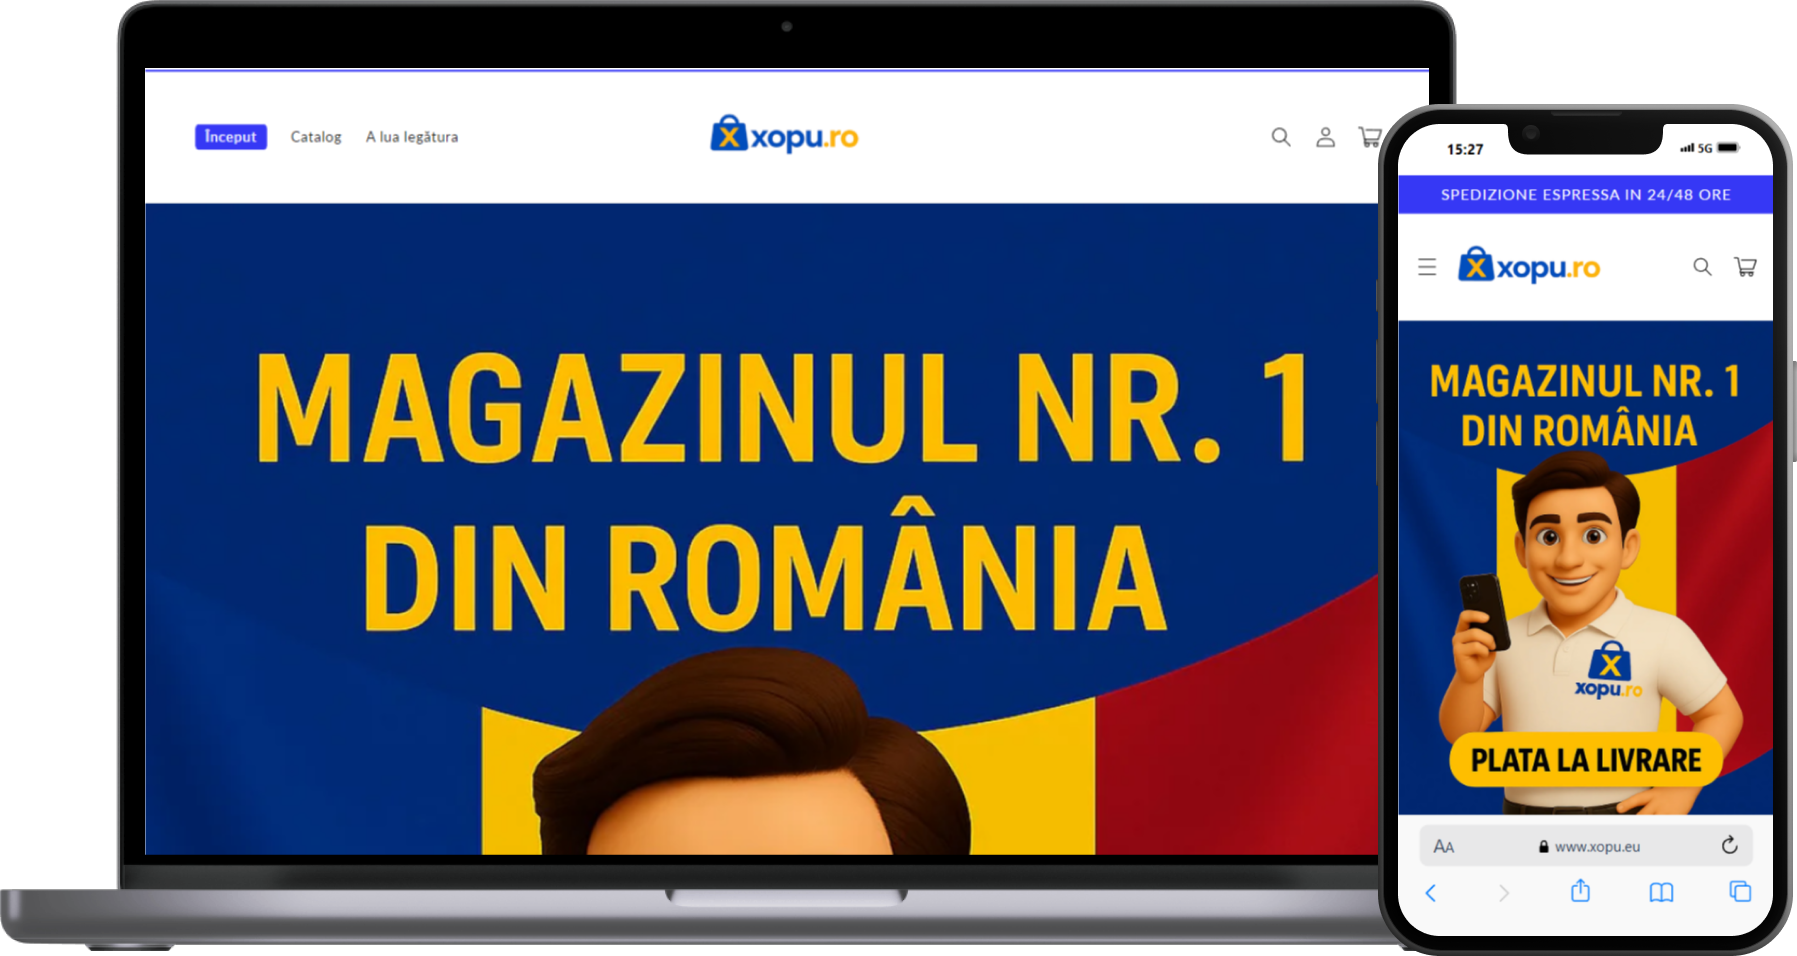 Început Catalog A lua legătura
X xopu.ro
MAGAZINUL NR. 1
DIN ROMÂNIA
15:27
5G
SPEDIZIONE ESPRESSA IN 24/48 ORE
X xopu.ro
MAGAZINUL NR. 1
DIN ROMÂNIA
X
xopu.ro
PLATA LA LIVRARE
AA www.xopu.eu